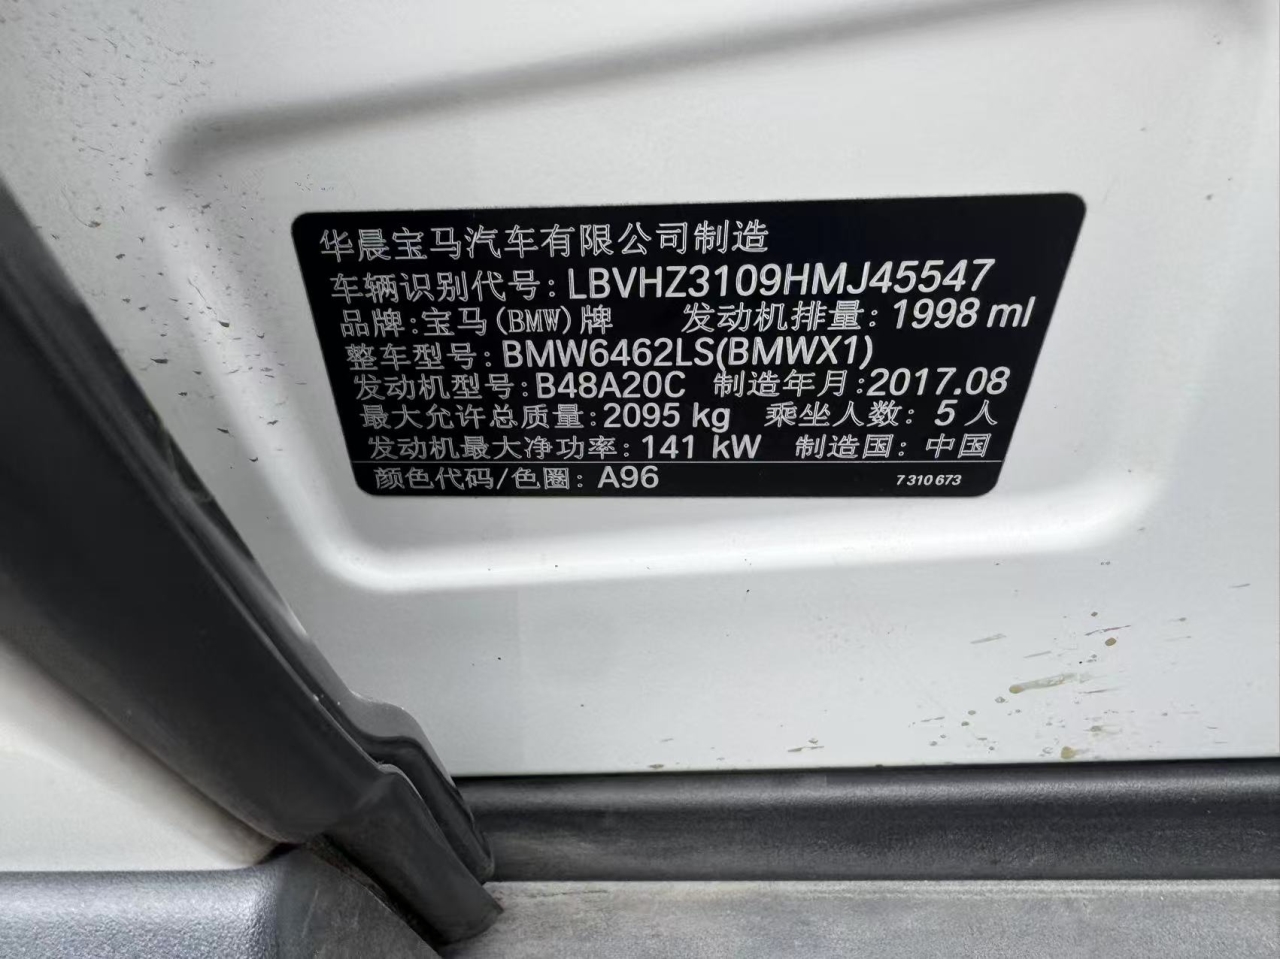 华晨宝马汽车有限公司制造
车辆识别代号: LBVHZ3109HMJ45547
品牌:宝马(BMW)牌 发动机排量: 1998 ml
整车型号: BMW6462LS(BMWX1)
发动机型号: B48A20C 制造年月:2017.08
最大允许总质量: 2095 kg 乘坐人数: 5 人
发动机最大净功率: 141 kW 制造国: 中国
颜色代码/色圈: A96 7 310 673